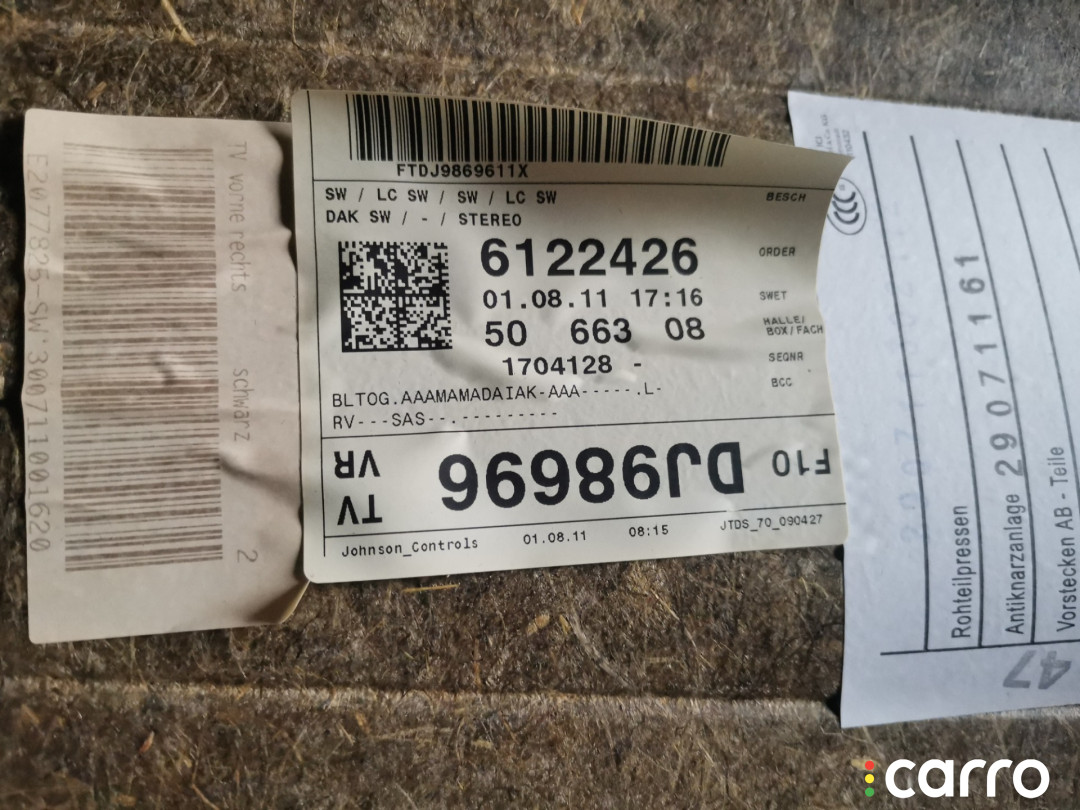 TV vorne rechts - schwarz 2
E2077825-SW'300711001620
FTDJ9869611X
SW / LC SW / SW / LC SW BESCH
DAK SW / - / STEREO
6122426 ORDER
01.08.11 17:16 SWET
50 663 08 HALLE/
BOX/FACH
1704128 - SEQNR
BCC
BLTOG.AAAMAMADAIAK-AAA-----.L-
RV---SAS--.---------
TV
VR
DJ98696
F10
Johnson_Controls 01.08.11 08:15 JTDS_70_090427
CCC
Rohteilpressen
Antiknarzanlage 290711161
Vorstecken AB - Teile
47
carro